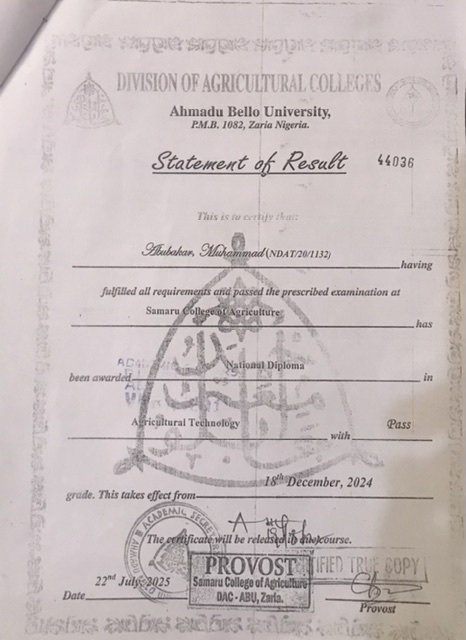 DIVISION OF AGRICULTURAL COLLEGES
Ahmadu Bello University,
P.M.B. 1082, Zaria Nigeria.
Statement of Result 44036
This is to certify that:
Abubakar, Muhammad (NDAT/20/1132)
having
fulfilled all requirements and passed the prescribed examination at
Samaru College of Agriculture
has
National Diploma
been awarded in
Agricultural Technology Pass
with
18th December, 2024
grade. This takes effect from
The certificate will be released in due course.
ACADEMIC
CERTIFIED TRUE COPY
PROVOST
Samaru College of Agriculture
DAC - ABU, Zaria.
22nd July, 2025
Date
Provost